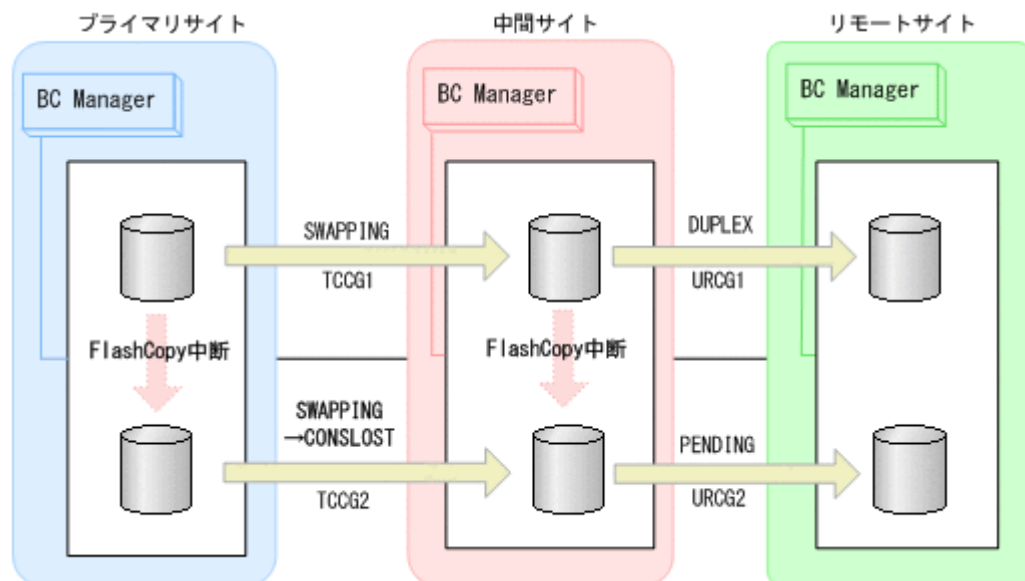 プライマリサイト
中間サイト
リモートサイト
BC Manager
BC Manager
BC Manager
SWAPPING
TCCG1
DUPLEX
URCG1
FlashCopy中断
FlashCopy中断
SWAPPING
→CONSLOST
TCCG2
PENDING
URCG2